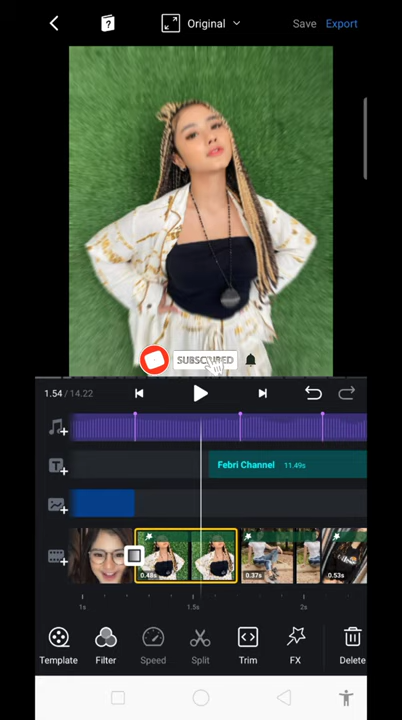 Original
Save
Export
SUBSCRIBED
1.54 / 14.22
Febri Channel 11.49s
0.48s
0.37s
0.53s
1s
1.5s
2s
Template
Filter
Speed
Split
Trim
FX
Delete